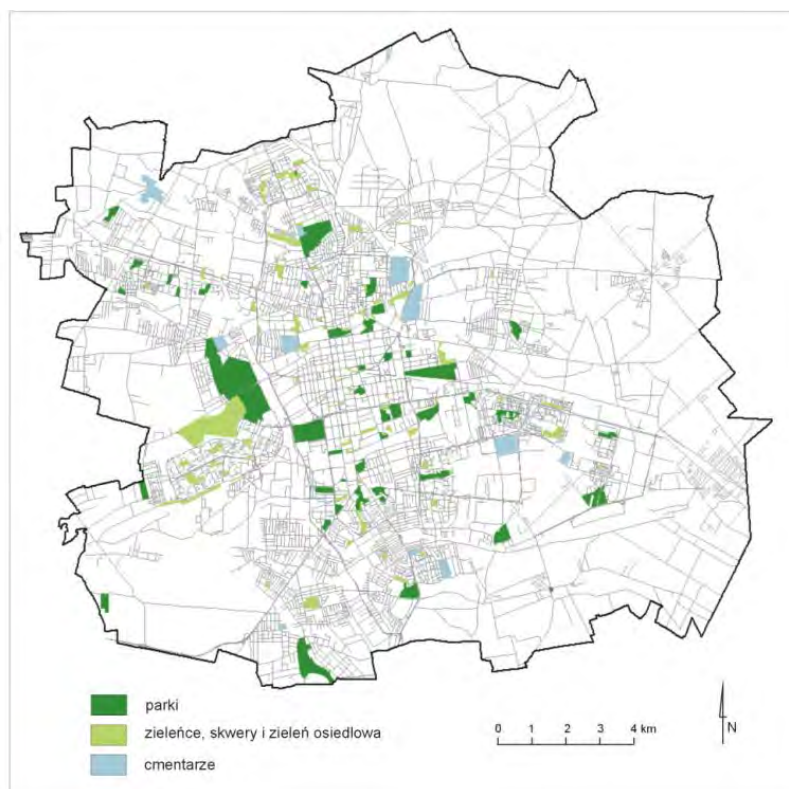 parki
zieleńce, skwery i zieleń osiedlowa
cmentarze
0 1 2 3 4 km
N